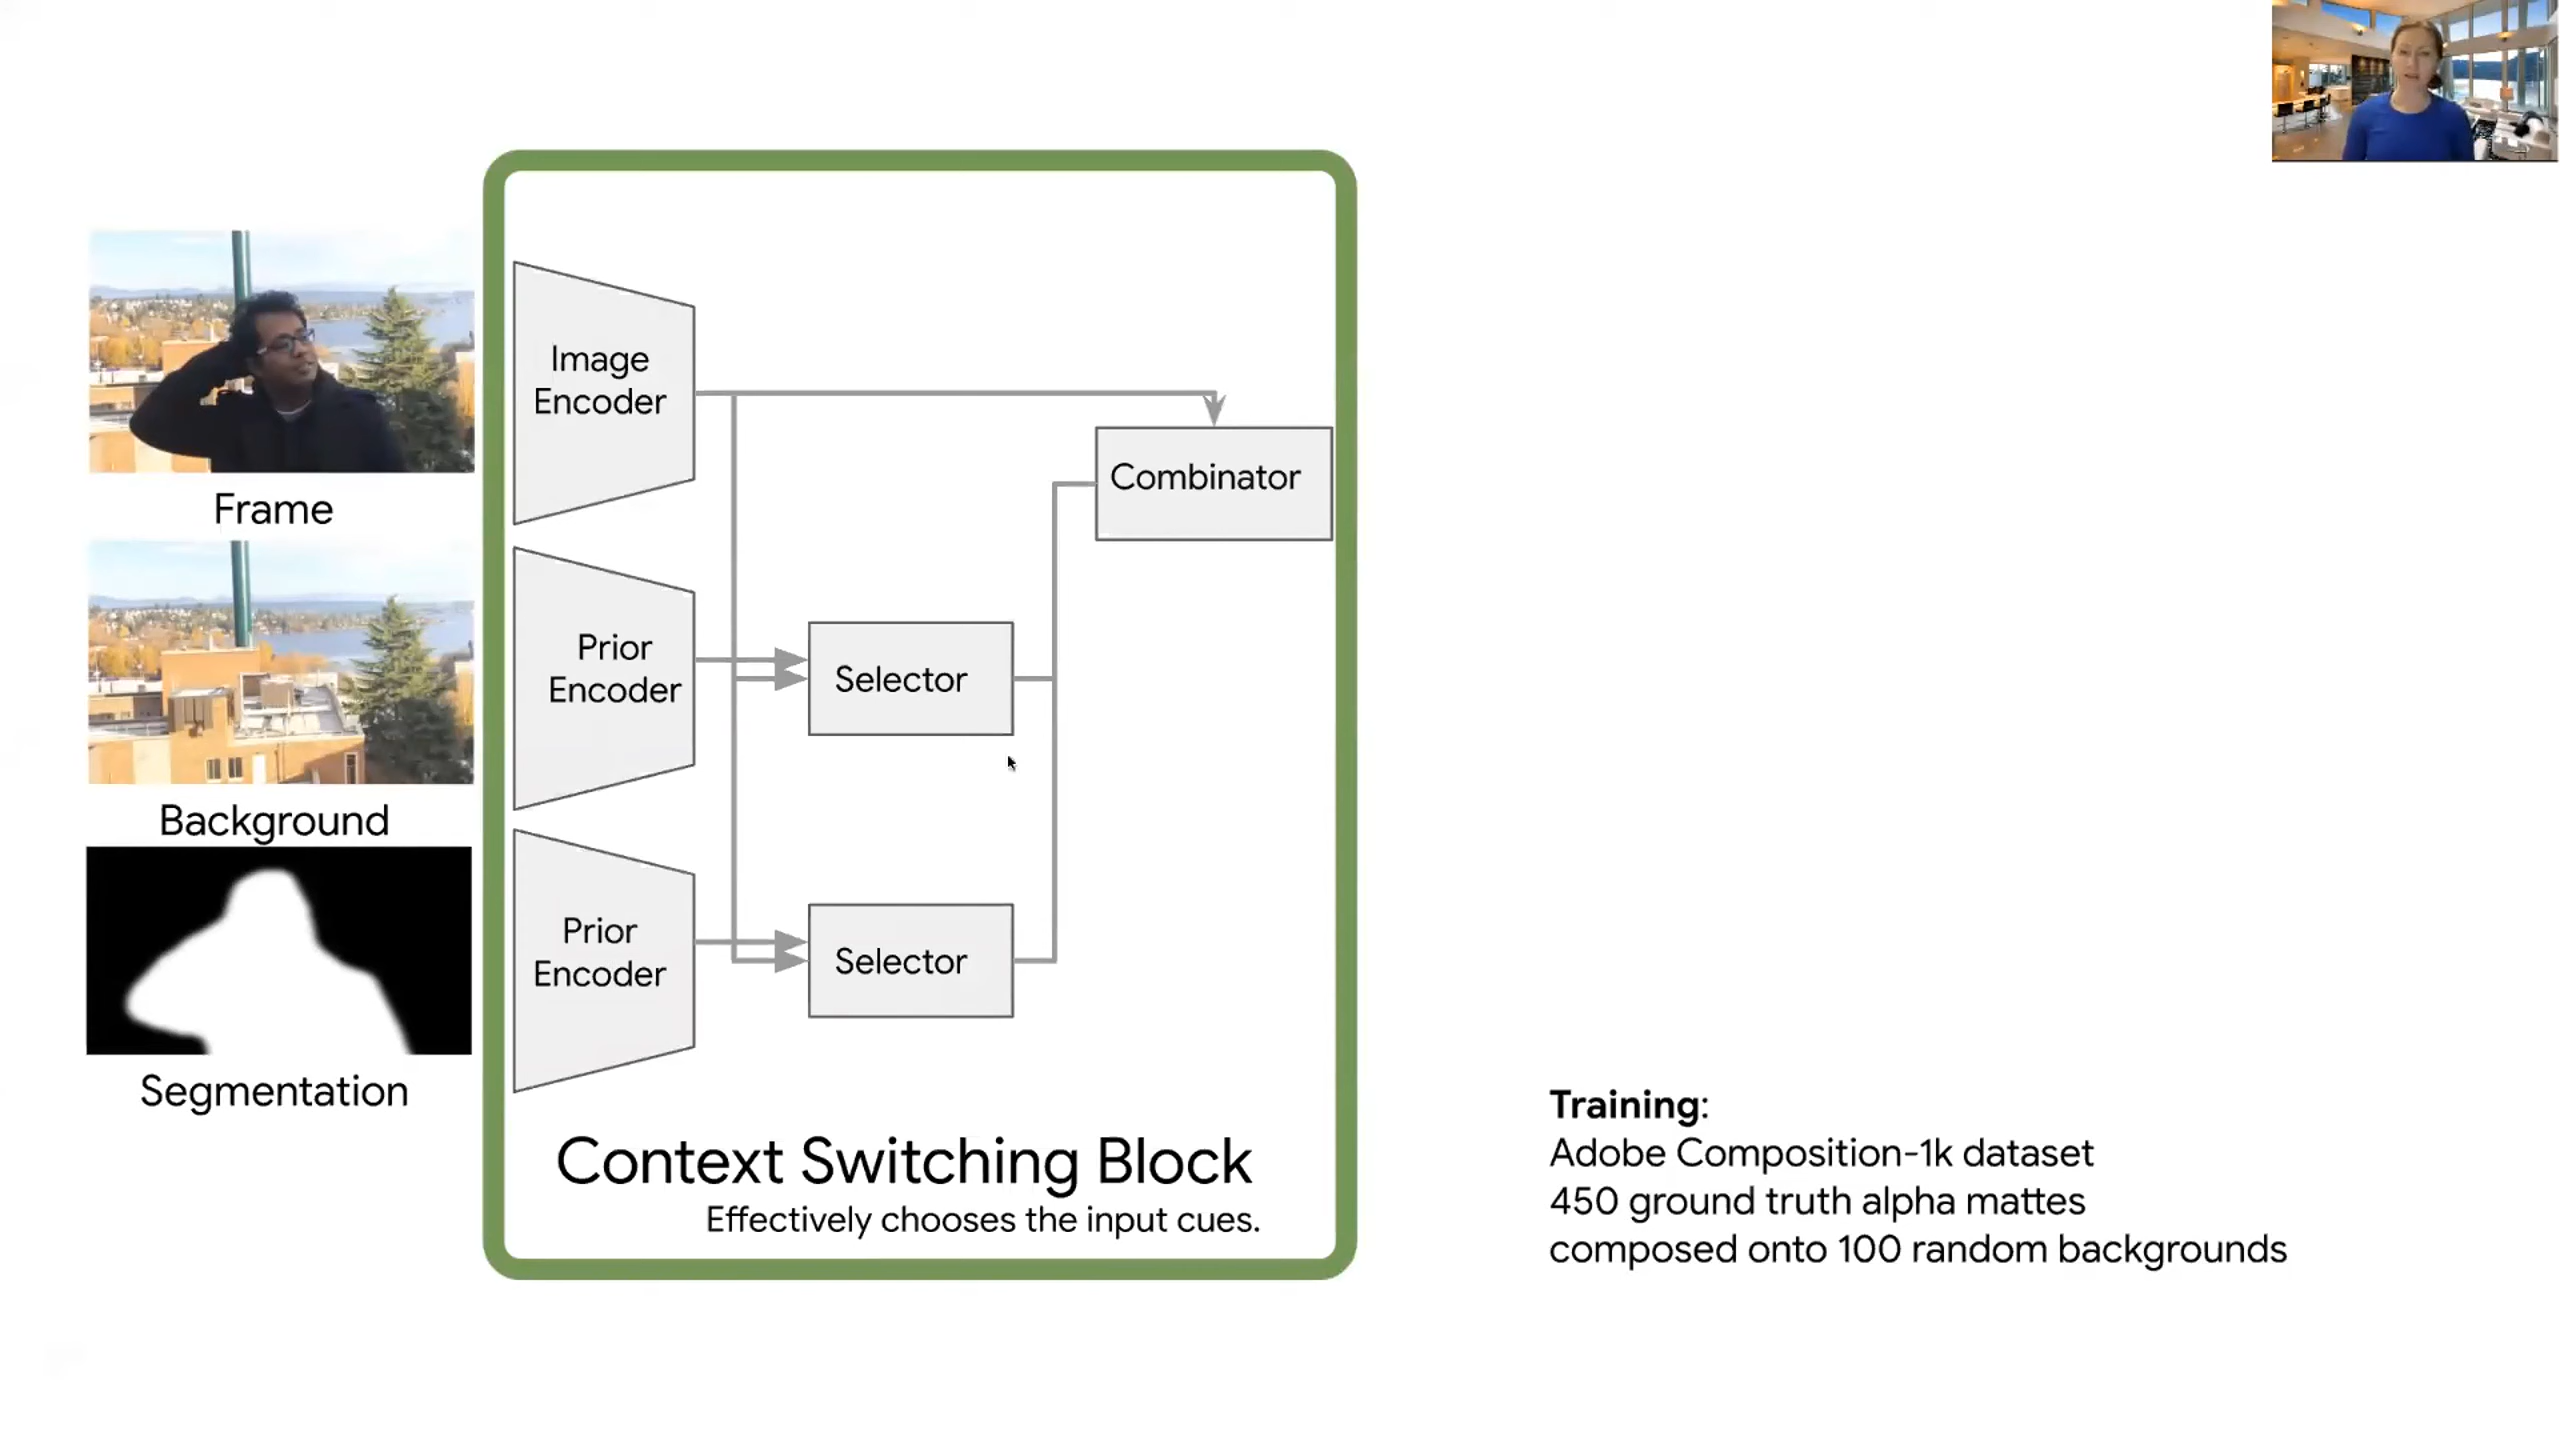 Frame
Background
Segmentation
Image
Encoder
Prior
Encoder
Prior
Encoder
Selector
Selector
Combinator
Context Switching Block
Effectively chooses the input cues.
Training:
Adobe Composition-1k dataset
450 ground truth alpha mattes
composed onto 100 random backgrounds